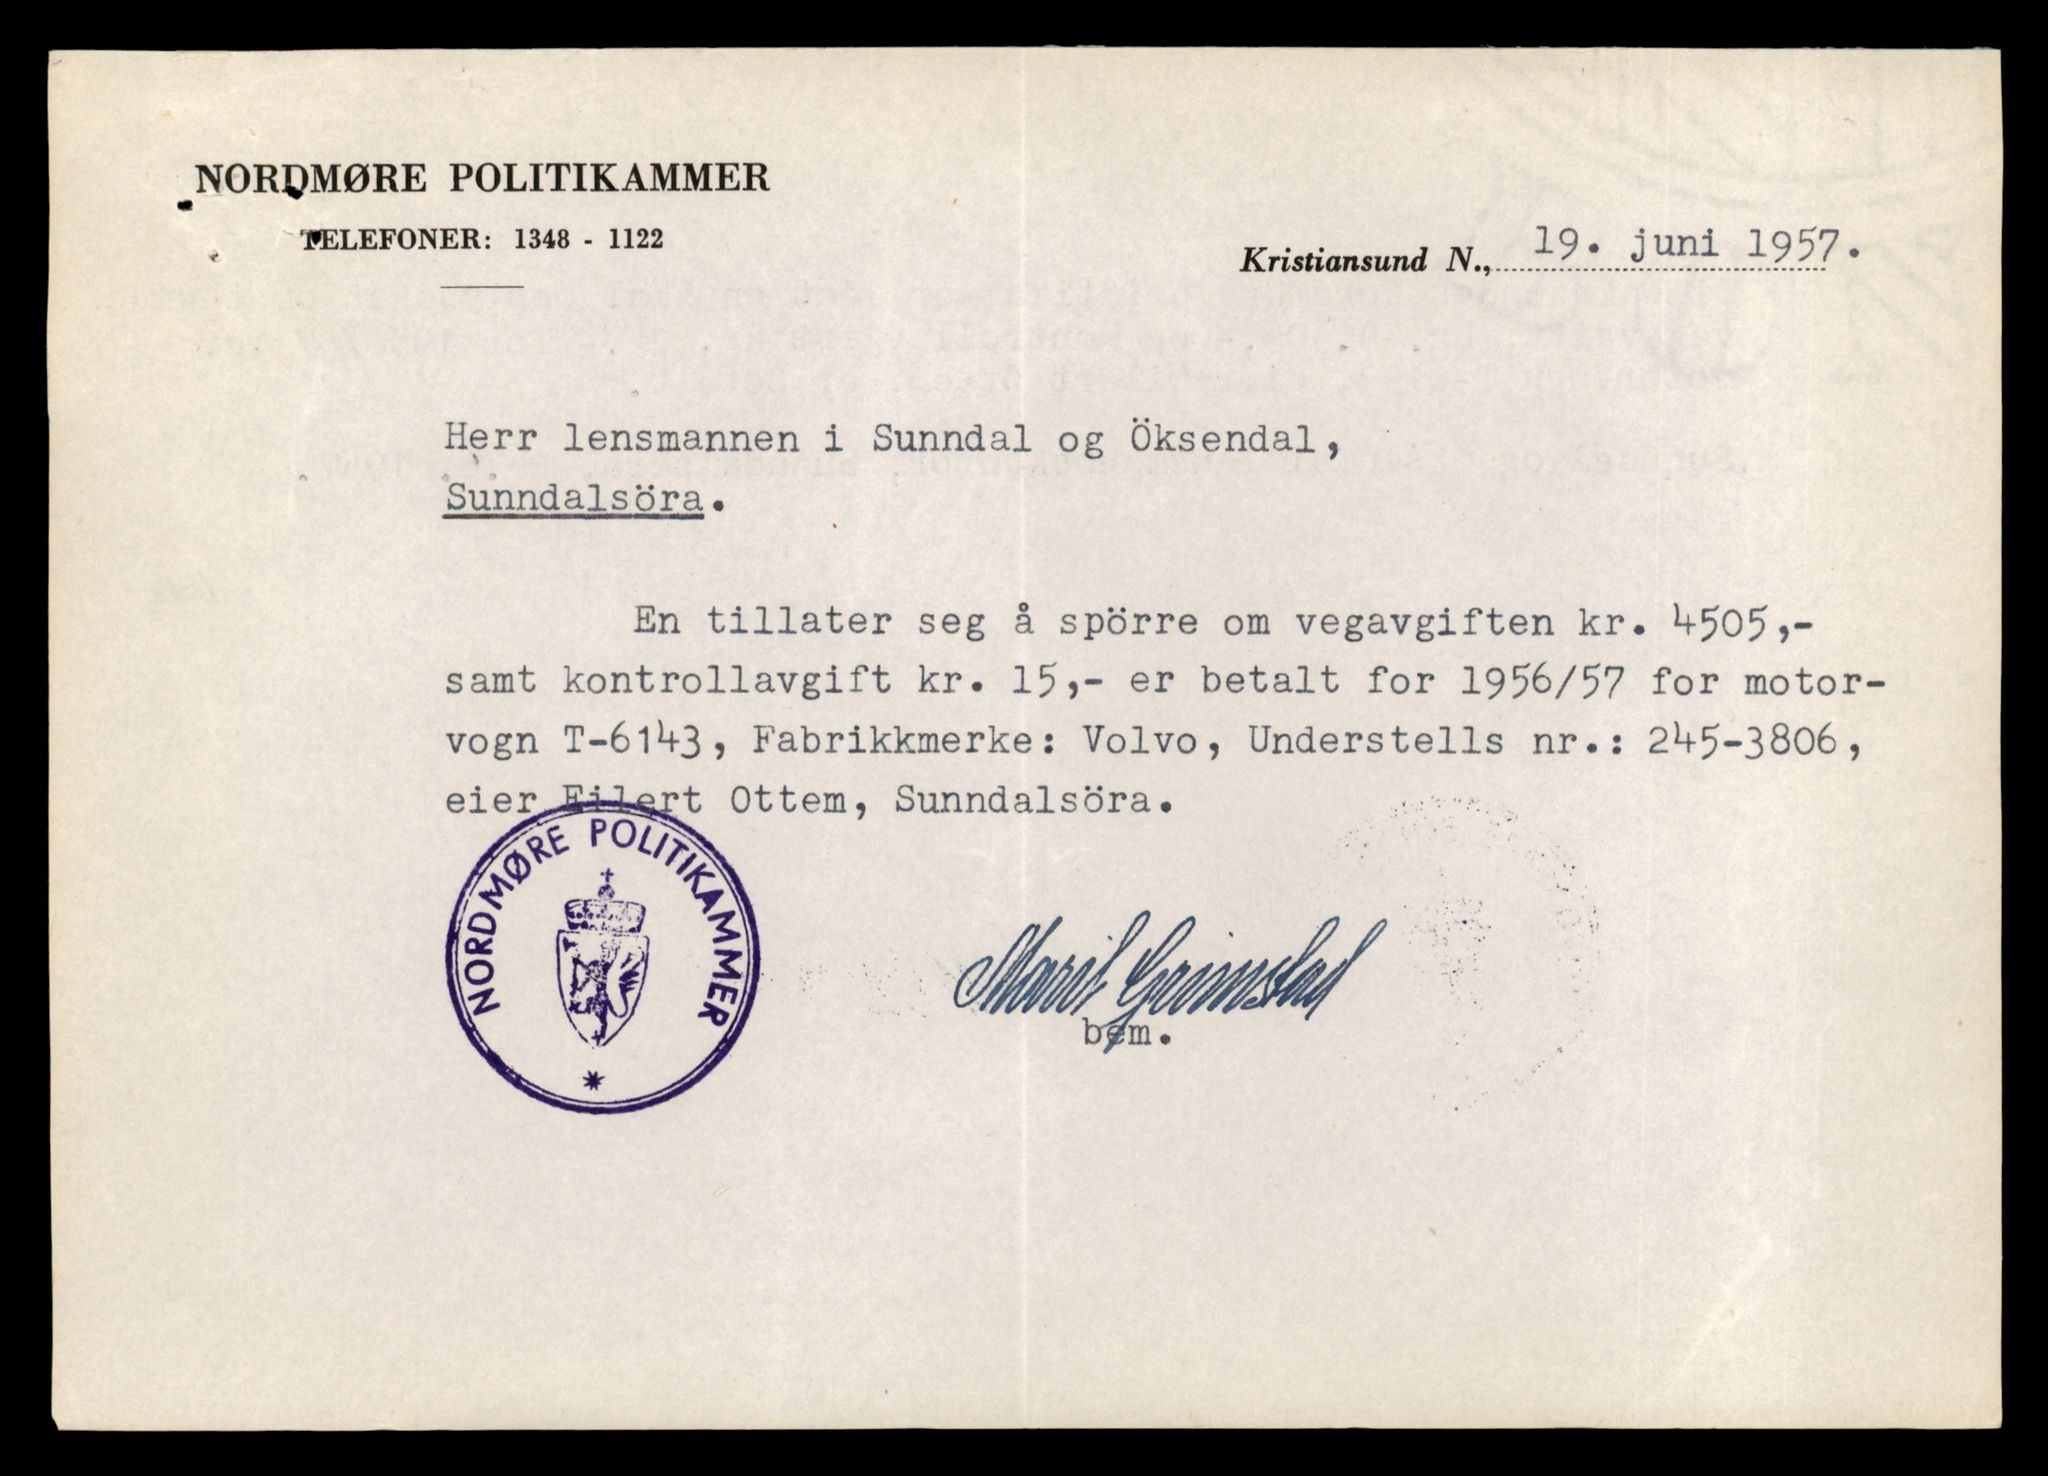 NORDMØRE POLITIKAMMER
TELEFONER: 1348 - 1122
Kristiansund N., 19. juni 1957.
Herr lensmannen i Sunndal og Öksendal,
Sunndalsöra.
En tillater seg å spörre om vegavgiften kr. 4505,-
samt kontrollavgift kr. 15,- er betalt for 1956/57 for motor-
vogn T-6143, Fabrikkmerke: Volvo, Understells nr.: 245-3806,
eier Eilert Ottem, Sunndalsöra.
NORDMØRE POLITIKAMMER
Marit Grimstad
bem.